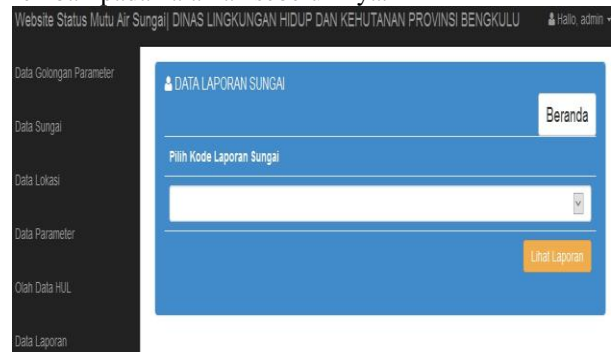 Website Status Mutu Air Sungai| DINAS LINGKUNGAN HIDUP DAN KEHUTANAN PROVINSI BENGKULU
Hallo, admin
Data Golongan Parameter
Data Sungai
Data Lokasi
Data Parameter
Olah Data HUL
Data Laporan
DATA LAPORAN SUNGAI
Beranda
Pilih Kode Laporan Sungai
Lihat Laporan